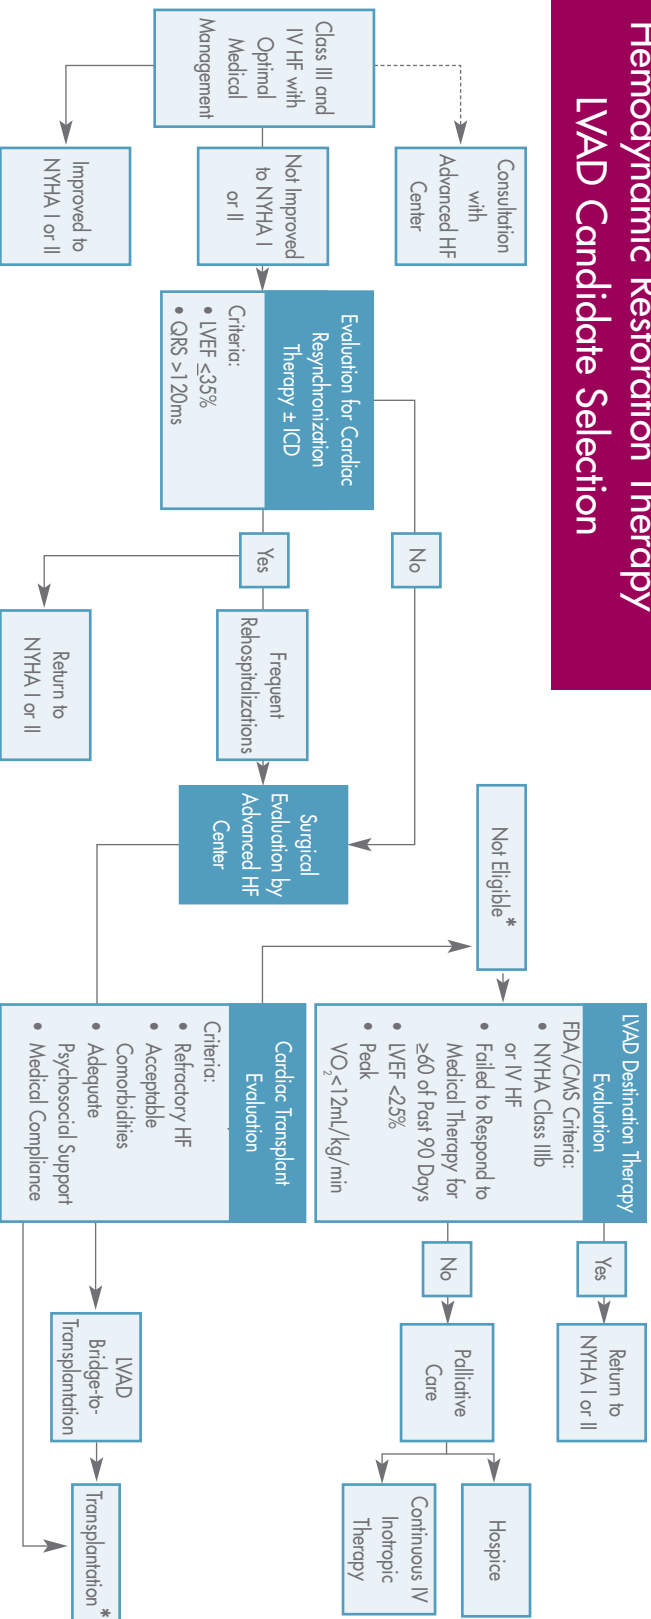 Hemodynamic Restoration Therapy
LVAD Candidate Selection
Class III and
IV HF with
Optimal
Medical
Management
Consultation
with
Advanced HF
Center
Not Improved
to NYHA I
or II
Improved to
NYHA I or II
Evaluation for Cardiac
Resynchronization
Therapy ± ICD
Criteria:
• LVEF ≤35%
• QRS >120ms
No
Yes
Frequent
Rehospitalizations
Return to
NYHA I or II
Surgical
Evaluation by
Advanced HF
Center
Not Eligible*
LVAD Destination Therapy
Evaluation
FDA/CMS Criteria:
• NYHA Class IIIb
or IV HF
• Failed to Respond to
Medical Therapy for
≥60 of Past 90 Days
• LVEF <25%
• Peak
VO₂<12mL/kg/min
Cardiac Transplant
Evaluation
Criteria:
• Refractory HF
• Acceptable
Comorbidities
• Adequate
Psychosocial Support
• Medical Compliance
Yes
Return to
NYHA I or II
No
Palliative
Care
Hospice
Continuous IV
Inotropic
Therapy
LVAD
Bridge-to-
Transplantation
Transplantation*